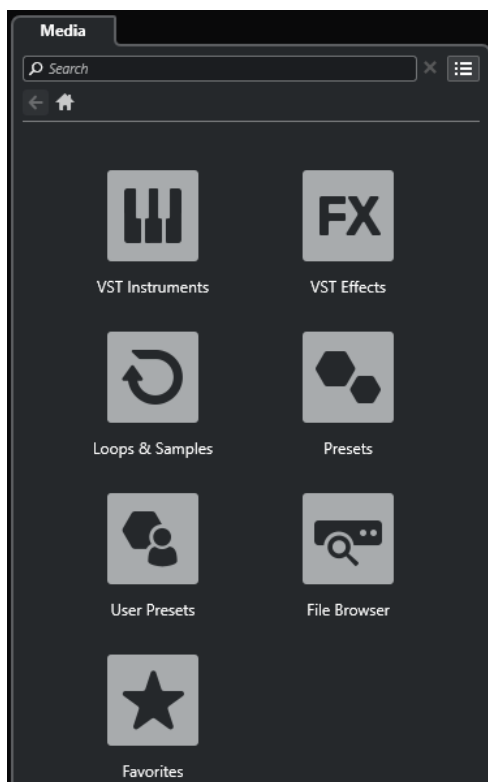 Media
Search
VST Instruments
FX
VST Effects
Loops & Samples
Presets
User Presets
File Browser
Favorites